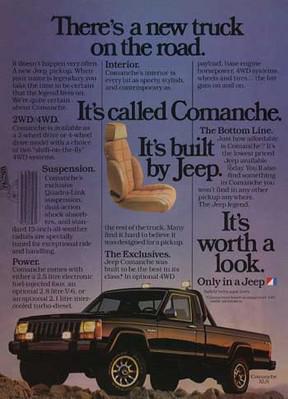 There's a new truck
on the road.
It doesn't happen very often.
A new Jeep pickup. When
your name is legendary, you
take the time to be certain
that the legend lives on.
We're quite certain
about Comanche.
Interior.
Comanche's interior is
every bit as sporty, stylish,
and contemporary as
payload, base engine
horsepower, 4WD systems,
wheels and tires... the list
goes on and on.
It's called Comanche.
2WD/4WD.
Comanche is available as
a 2-wheel drive or 4-wheel
drive model with a choice
of two "shift-on-the-fly"
4WD systems.
Suspension.
Comanche's
exclusive
Quadra-Link
suspension,
dual-action
shock absorb-
ers, and stan-
dard 15-inch all-weather
radials are specially
tuned for exceptional ride
and handling.
Power.
Comanche comes with
either a 2.5 litre electronic
fuel-injected four, an
optional 2.8 litre V/6, or
an optional 2.1 litre inter-
cooled turbo-diesel.
It's built
by Jeep.
the rest of the truck. Many
find it hard to believe it
was designed for a pickup.
The Exclusives.
Jeep Comanche was
built to be the best in its
class! In optional 4WD
The Bottom Line.
Just how affordable
is Comanche? It's
the lowest priced
Jeep available
today. You'll also
find something
in Comanche you
won't find in any other
pickup anywhere.
The Jeep legend.
It's
worth a
look.
Only in a Jeep
Comanche
XLS